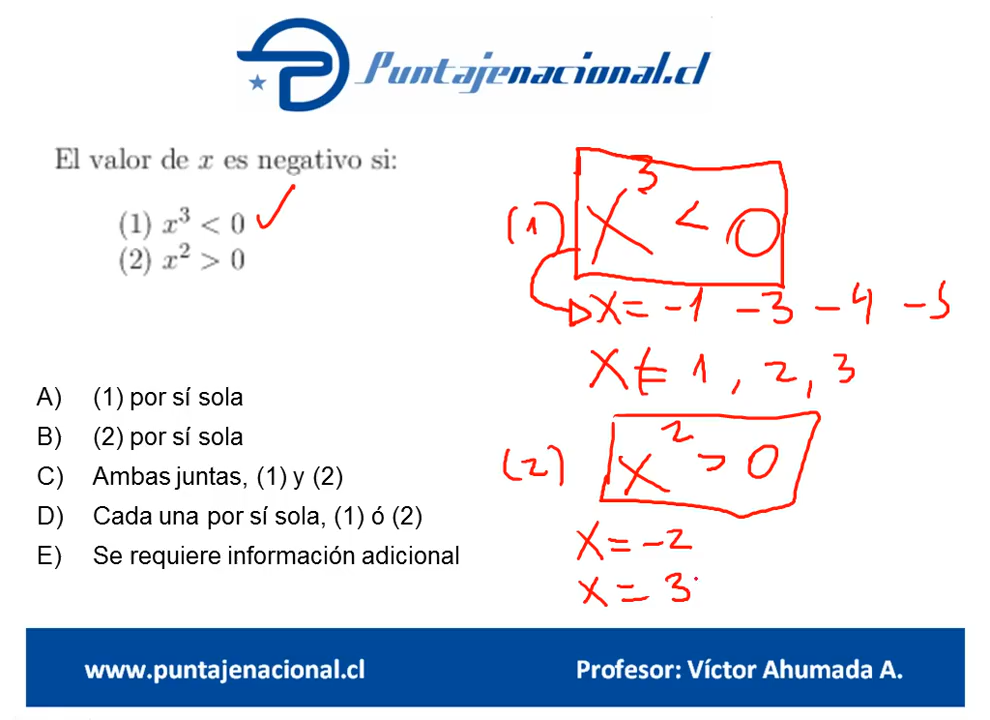 Puntajenacional.cl
El valor de x es negativo si:
(1) x³ < 0
(2) x² > 0
A) (1) por sí sola
B) (2) por sí sola
C) Ambas juntas, (1) y (2)
D) Cada una por sí sola, (1) ó (2)
E) Se requiere información adicional
(1) x³ < 0
x = -1 -3 -4 -5
x ≠ 1, 2, 3
(2) x² > 0
x = -2
x = 3
www.puntajenacional.cl
Profesor: Víctor Ahumada A.